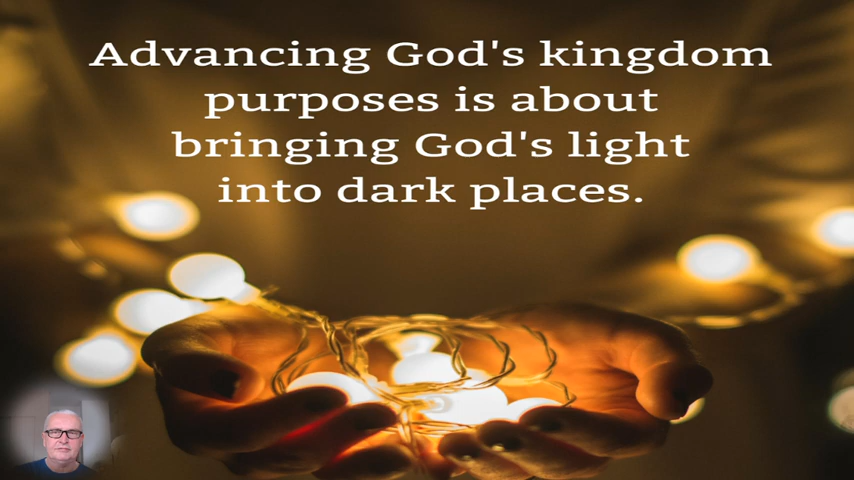 Advancing God's kingdom
purposes is about
bringing God's light
into dark places.